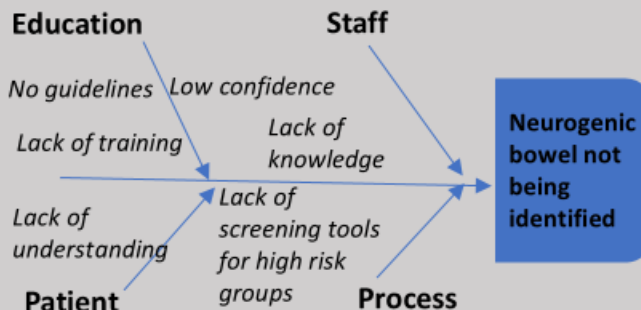 Education
Staff
No guidelines
Low confidence
Lack of training
Lack of
knowledge
Neurogenic
bowel not
being
identified
Lack of
understanding
Lack of
screening tools
for high risk
groups
Patient
Process